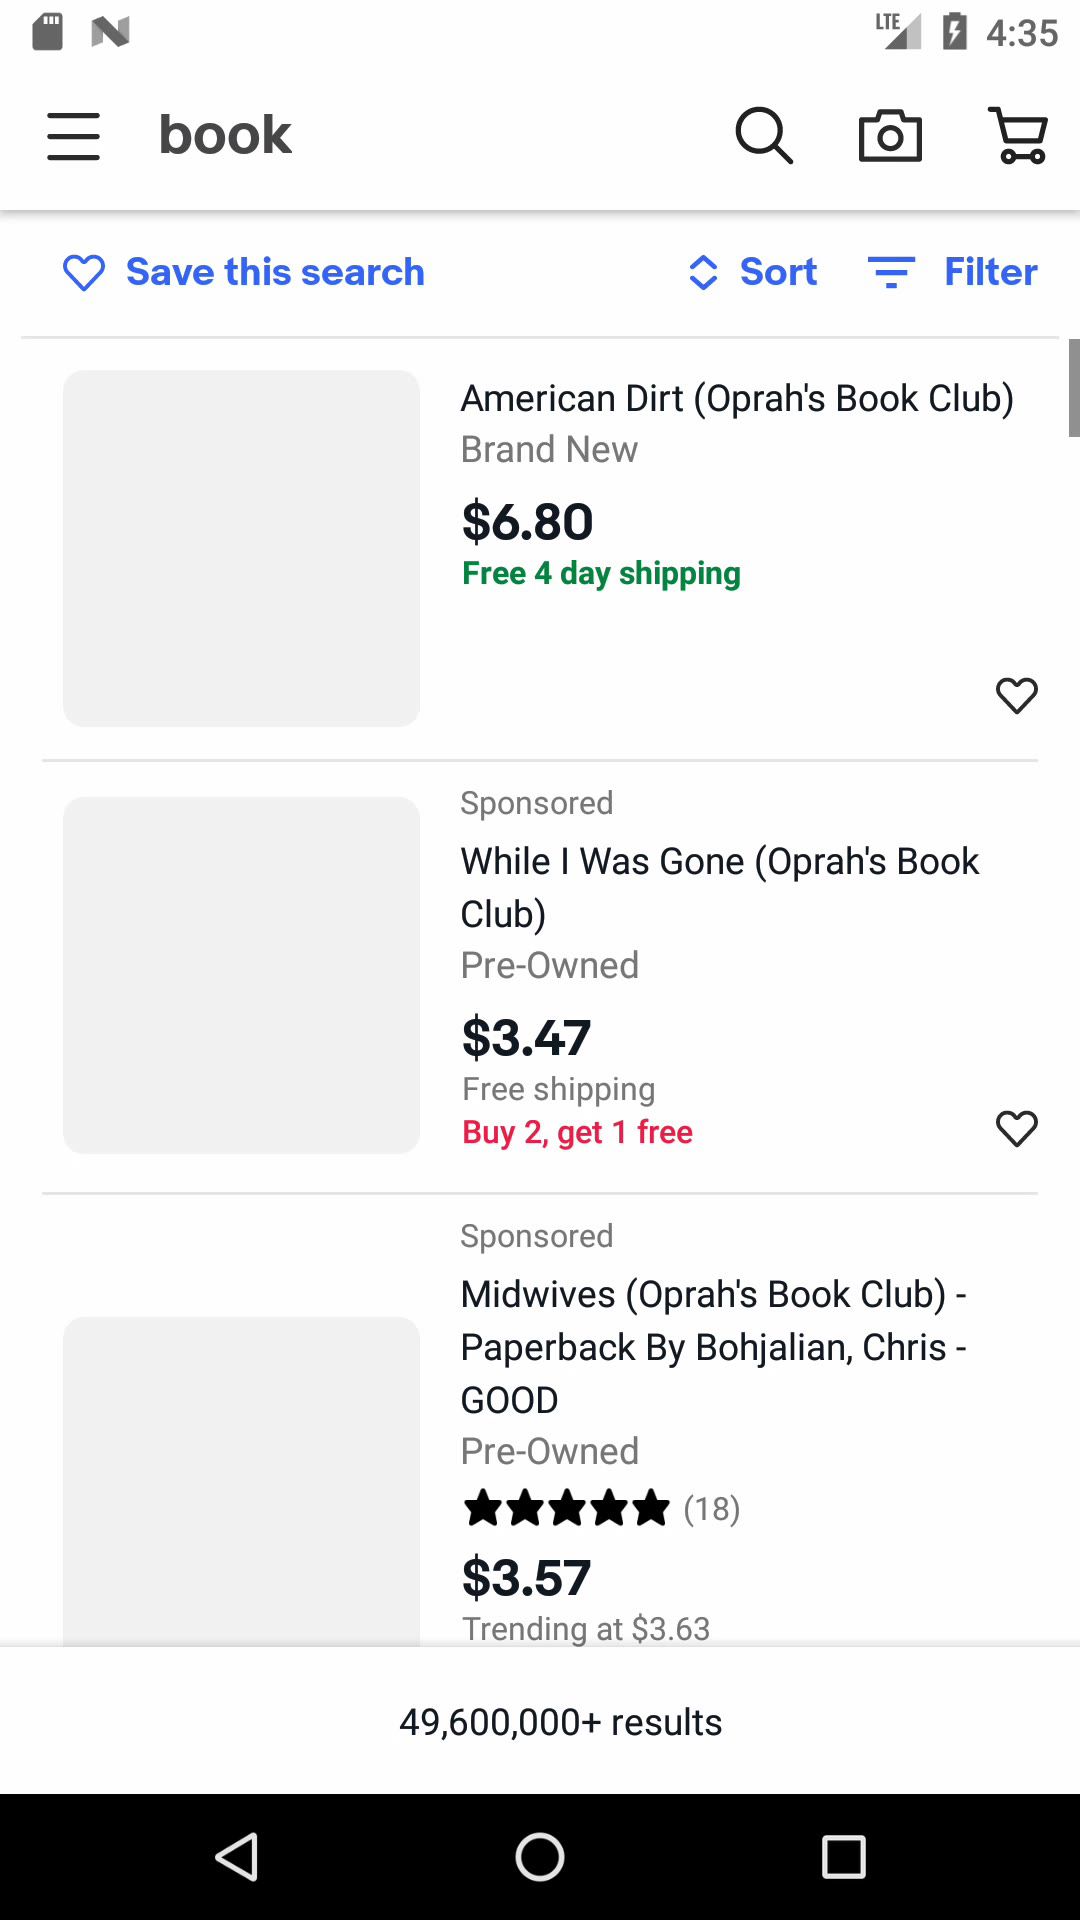 LTE 4:35
book
Save this search Sort Filter
American Dirt (Oprah's Book Club)
Brand New
$6.80
Free 4 day shipping
Sponsored
While I Was Gone (Oprah's Book
Club)
Pre-Owned
$3.47
Free shipping
Buy 2, get 1 free
Sponsored
Midwives (Oprah's Book Club) -
Paperback By Bohjalian, Chris -
GOOD
Pre-Owned
(18)
$3.57
Trending at $3.63
49,600,000+ results